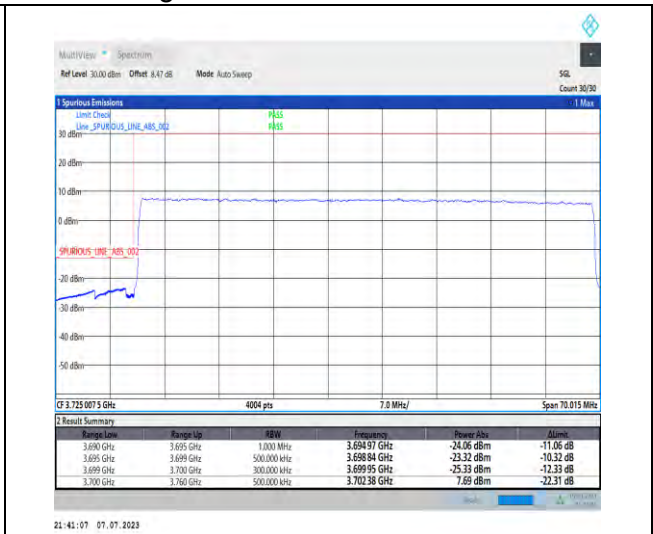 MultiView Spectrum
Ref Level 30.00 dBm Offset 8.47 dB Mode Auto Sweep SGL
Count 30/30
1 Spurious Emissions 1 Max
Limit Check PASS
Line _SPURIOUS_LINE_ABS_002 PASS
30 dBm
20 dBm
10 dBm
0 dBm
SPURIOUS_LINE_ABS_002
-20 dBm
-30 dBm
-40 dBm
-50 dBm
CF 3.725 007 5 GHz 4004 pts 7.0 MHz/ Span 70.015 MHz
2 Result Summary
Range Low Range Up RBW Frequency Power Abs ΔLimit
3.690 GHz 3.695 GHz 1.000 MHz 3.694 97 GHz -24.06 dBm -11.06 dB
3.695 GHz 3.699 GHz 500.000 kHz 3.698 84 GHz -23.32 dBm -10.32 dB
3.699 GHz 3.700 GHz 300.000 kHz 3.699 95 GHz -25.33 dBm -12.33 dB
3.700 GHz 3.760 GHz 500.000 kHz 3.702 38 GHz 7.69 dBm -22.31 dB
21:41:07 07.07.2023